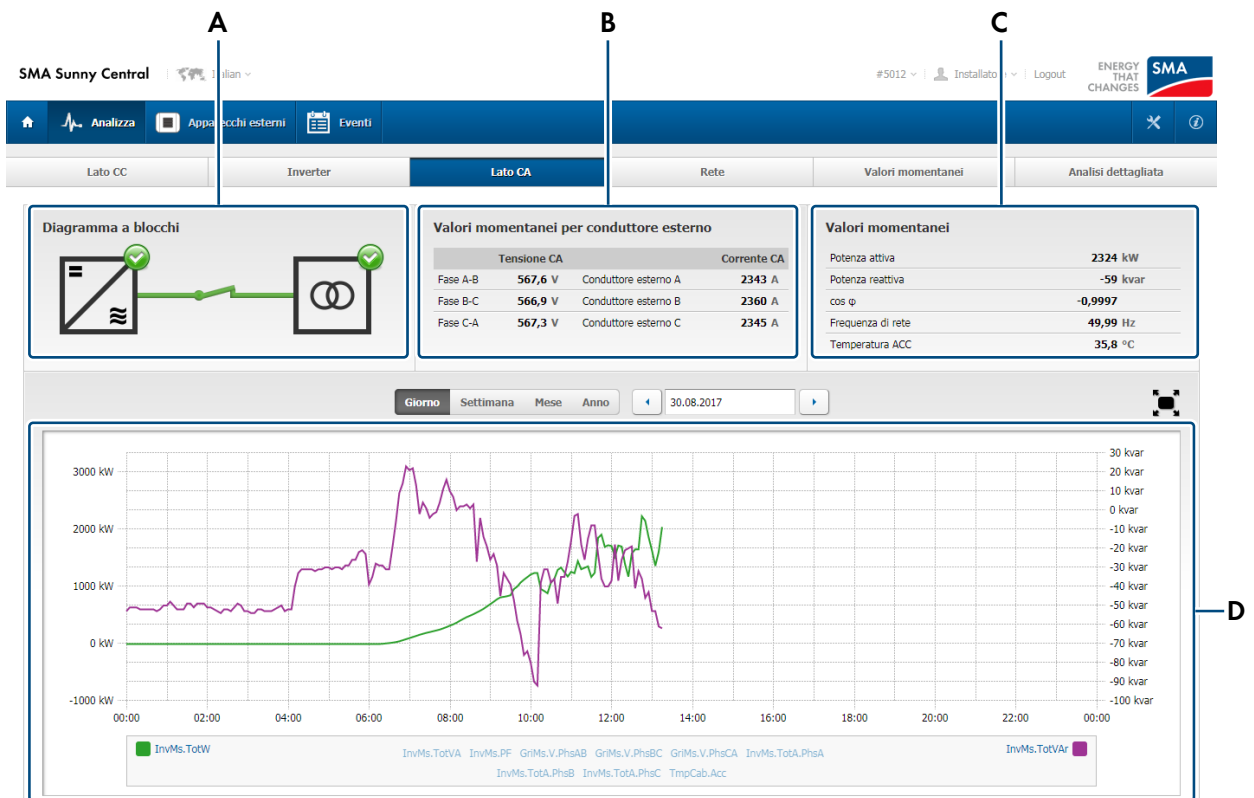 A B C
SMA Sunny Central Italian #5012 Installatore Logout ENERGY THAT CHANGES SMA
Analizza Apparecchi esterni Eventi
Lato CC Inverter Lato CA Rete Valori momentanei Analisi dettagliata
Diagramma a blocchi
Valori momentanei per conduttore esterno
Tensione CA Corrente CA
Fase A-B 567,6 V Conduttore esterno A 2343 A
Fase B-C 566,9 V Conduttore esterno B 2360 A
Fase C-A 567,3 V Conduttore esterno C 2345 A
Valori momentanei
Potenza attiva 2324 kW
Potenza reattiva -59 kvar
cos φ -0,9997
Frequenza di rete 49,99 Hz
Temperatura ACC 35,8 °C
Giorno Settimana Mese Anno 30.08.2017
3000 kW
2000 kW
1000 kW
0 kW
-1000 kW
30 kvar
20 kvar
10 kvar
0 kvar
-10 kvar
-20 kvar
-30 kvar
-40 kvar
-50 kvar
-60 kvar
-70 kvar
-80 kvar
-90 kvar
-100 kvar
D
00:00 02:00 04:00 06:00 08:00 10:00 12:00 14:00 16:00 18:00 20:00 22:00 00:00
InvMs.TotW
InvMs.TotVA InvMs.PF GriMs.V.PhsAB GriMs.V.PhsBC GriMs.V.PhsCA InvMs.TotA.PhsA
InvMs.TotA.PhsB InvMs.TotA.PhsC TmpCab.Acc
InvMs.TotVAr